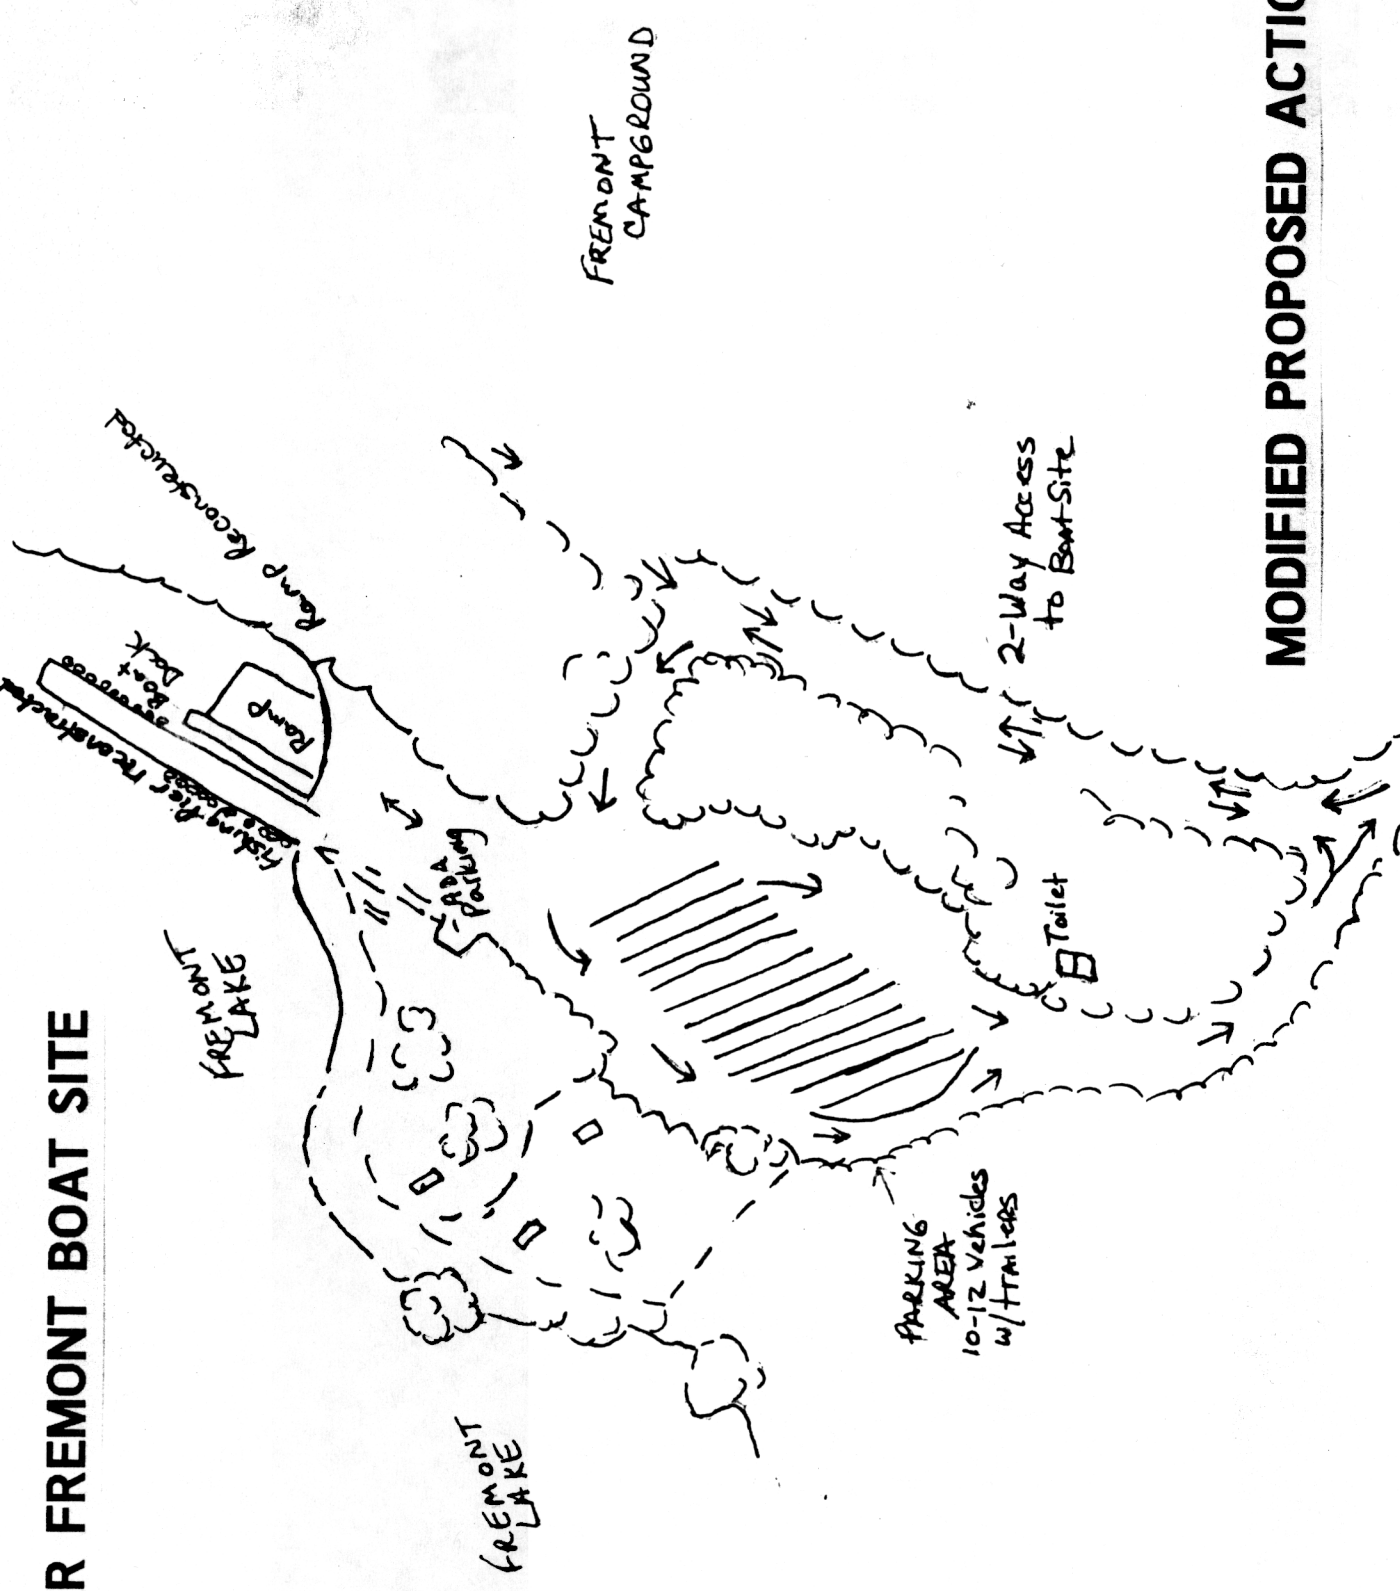 R FREMONT BOAT SITE
FREMONT
LAKE
FREMONT
LAKE
Fishing Pier Reconstructed
Boat
Dock
Ramp
Ramp Reconstructed
ADA
Parking
FREMONT
CAMPGROUND
PARKING
AREA
10-12 vehicles
w/trailers
Toilet
2-Way Access
to Boat Site
MODIFIED PROPOSED ACTIO